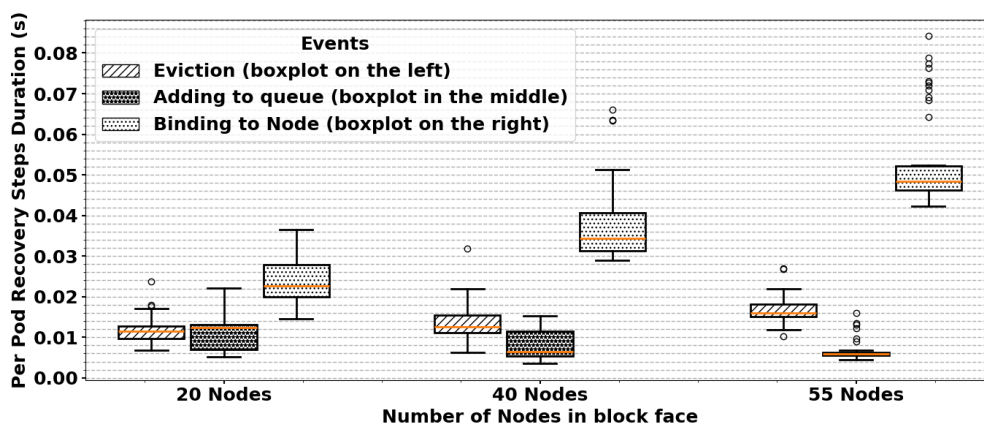 Per Pod Recovery Steps Duration (s)
0.08
0.07
0.06
0.05
0.04
0.03
0.02
0.01
0.00
Events
Eviction (boxplot on the left)
Adding to queue (boxplot in the middle)
Binding to Node (boxplot on the right)
20 Nodes
40 Nodes
55 Nodes
Number of Nodes in block face